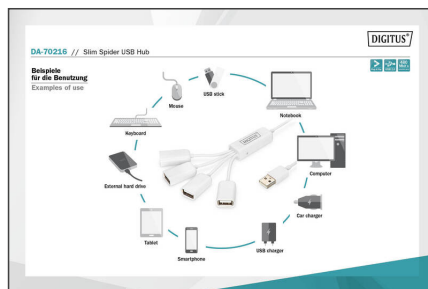 DIGITUS®
DA-70216 // Slim Spider USB Hub
Beispiele
für die Benutzung
Examples of use
USB stick
Mouse
Notebook
Keyboard
Computer
External hard drive
Car charger
Tablet
USB charger
Smartphone